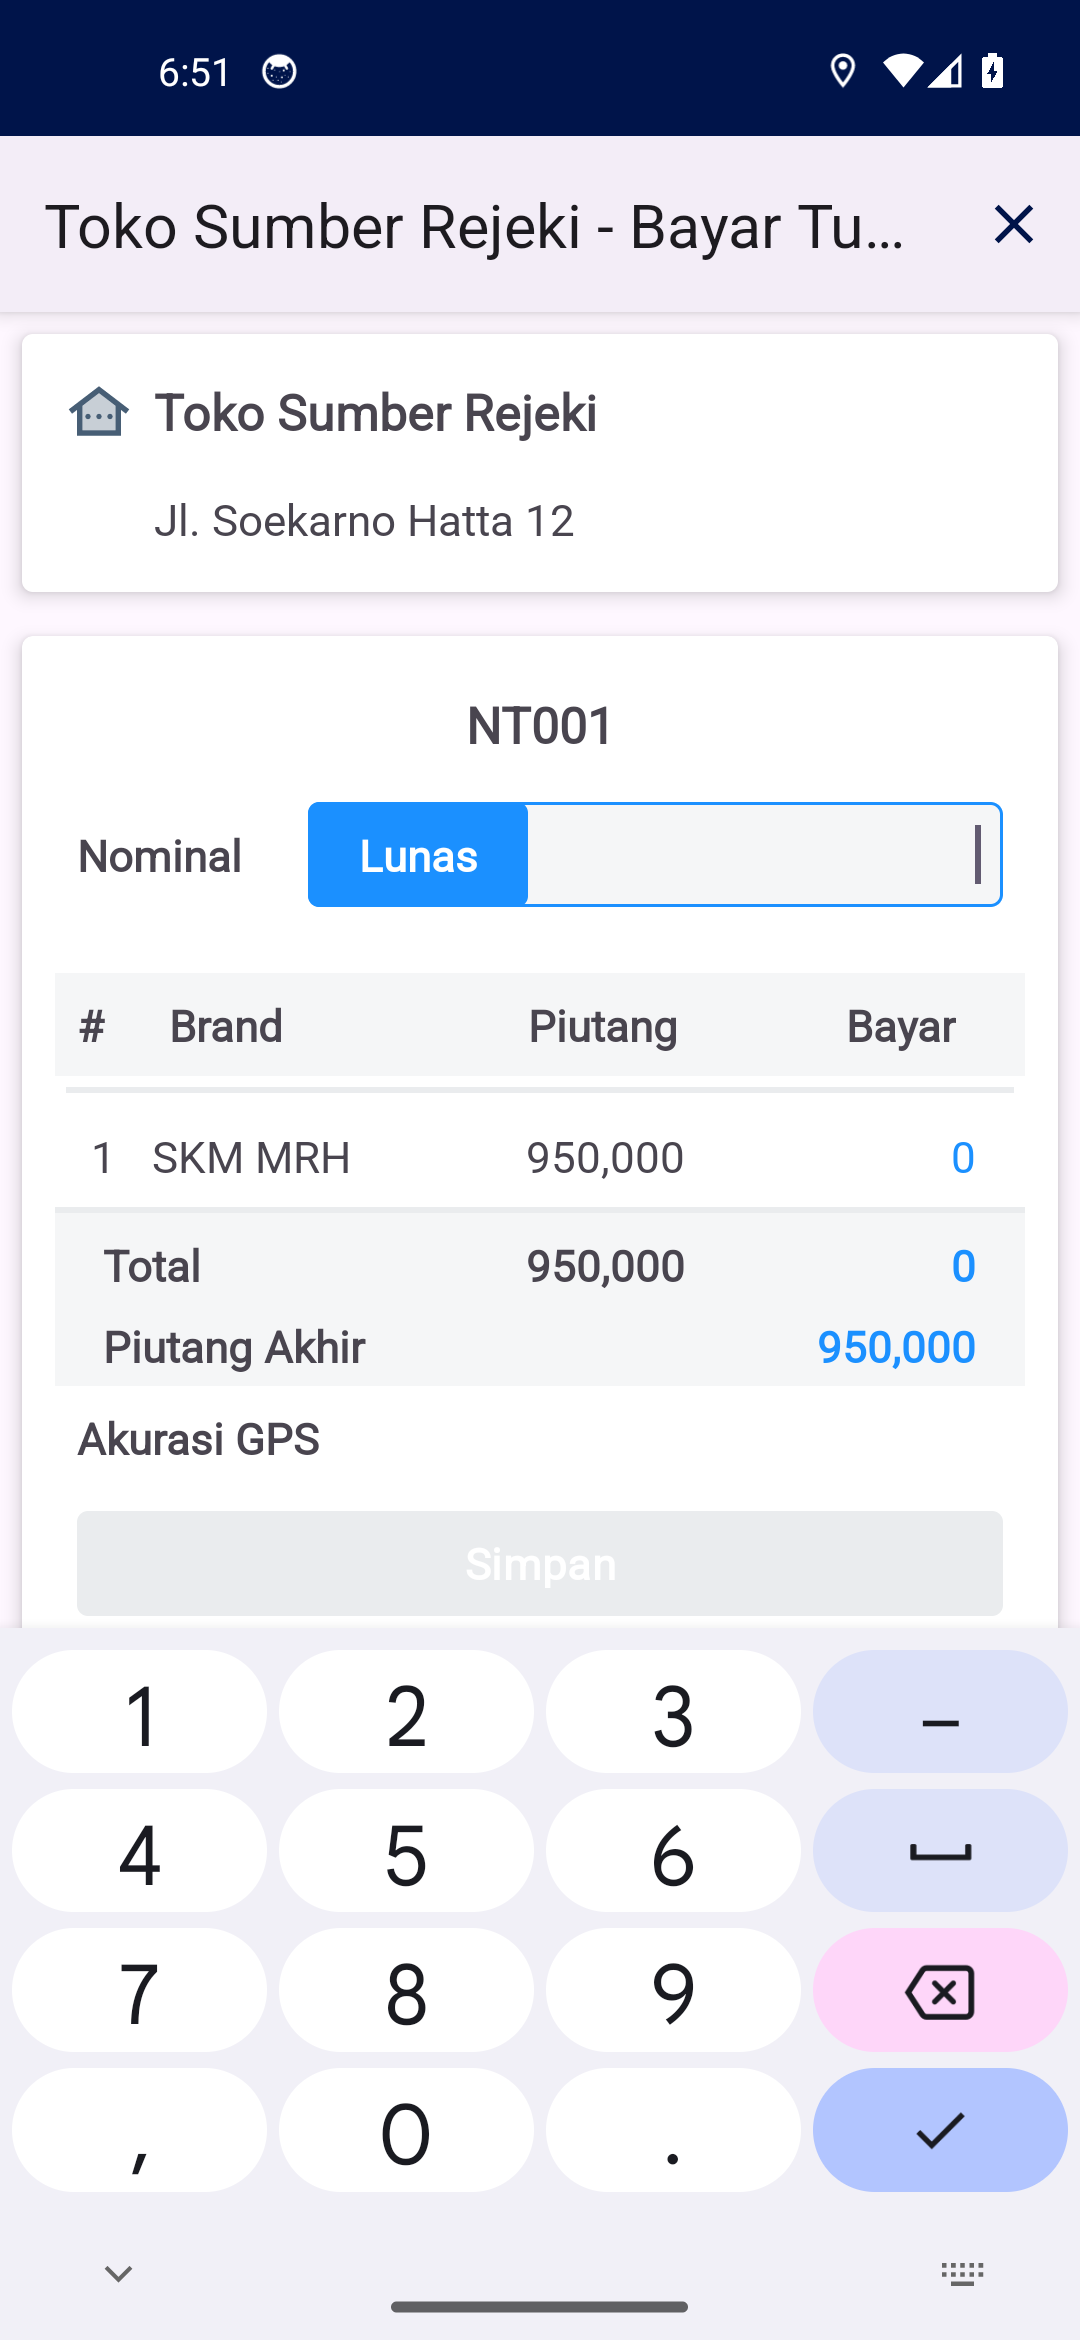 6:51
Toko Sumber Rejeki - Bayar Tu...
Toko Sumber Rejeki
Jl. Soekarno Hatta 12
NT001
Nominal Lunas
# Brand Piutang Bayar
1 SKM MRH 950,000 0
Total 950,000 0
Piutang Akhir 950,000
Akurasi GPS
Simpan
1 2 3 –
4 5 6
7 8 9
, 0 .